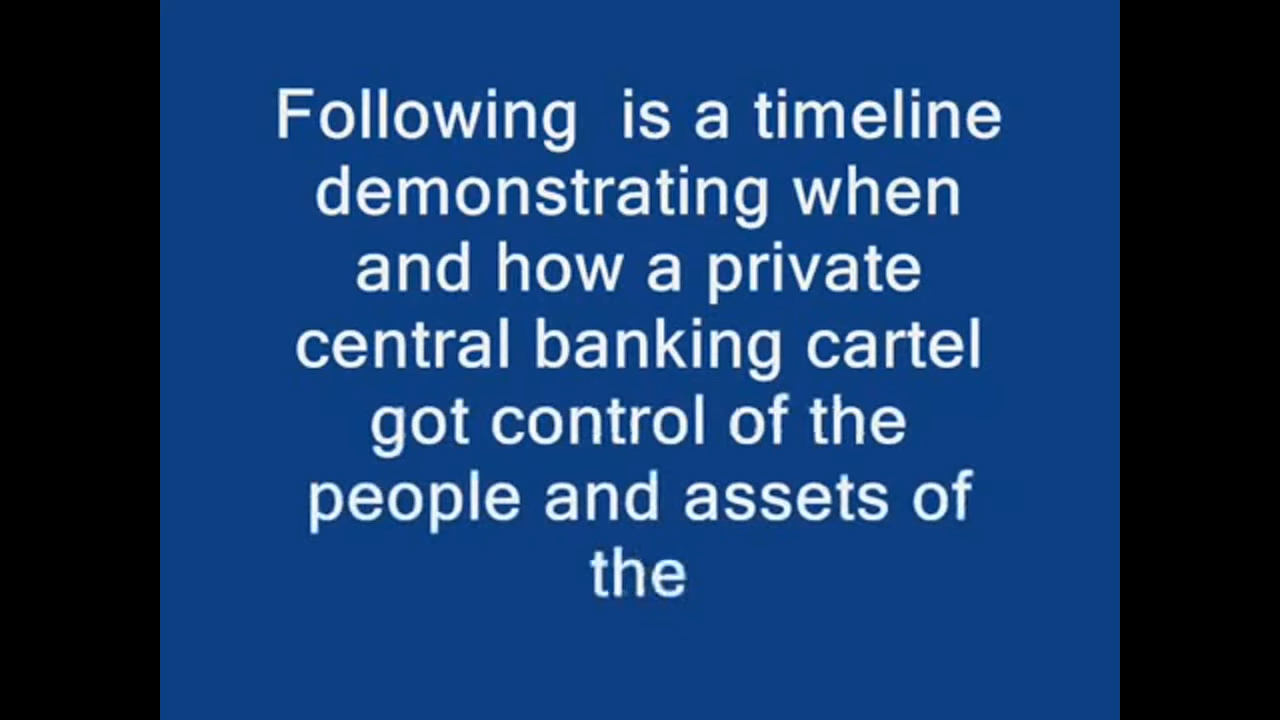 Following  is a timeline
demonstrating when
and how a private
central banking cartel
got control of the
people and assets of
the